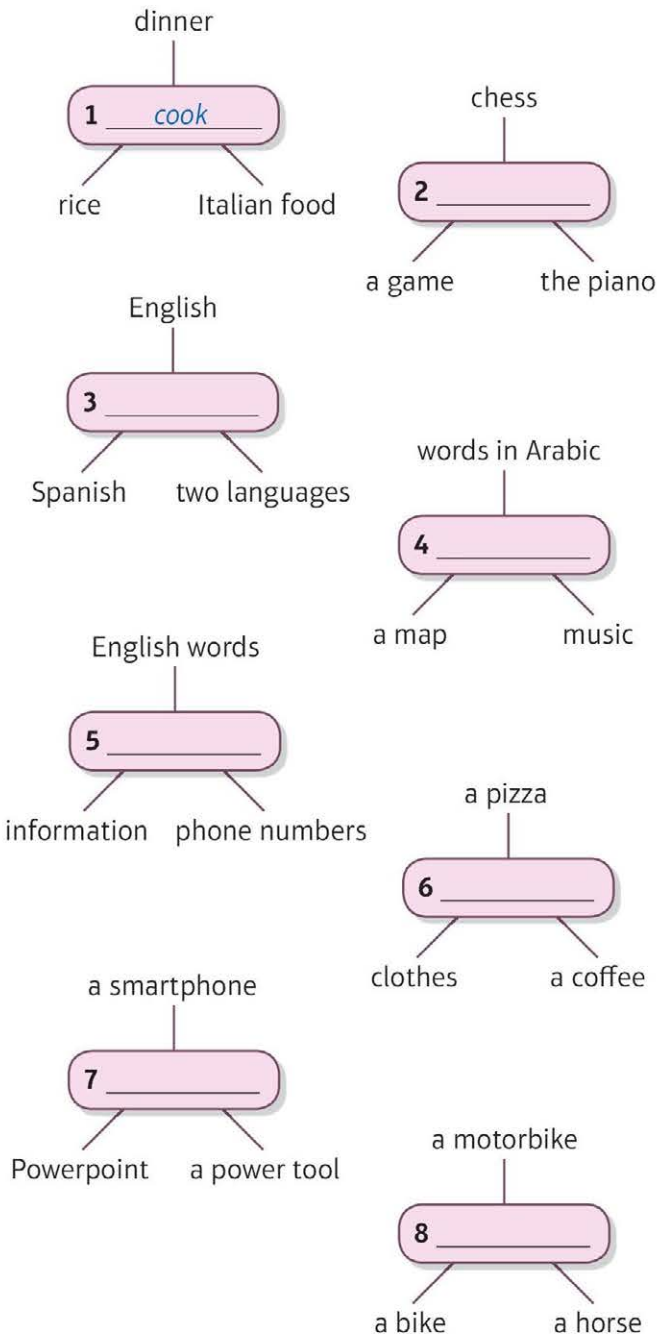 dinner
1 cook
rice Italian food
chess
2
a game the piano
English
3
Spanish two languages
words in Arabic
4
a map music
English words
5
information phone numbers
a pizza
6
clothes a coffee
a smartphone
7
Powerpoint a power tool
a motorbike
8
a bike a horse